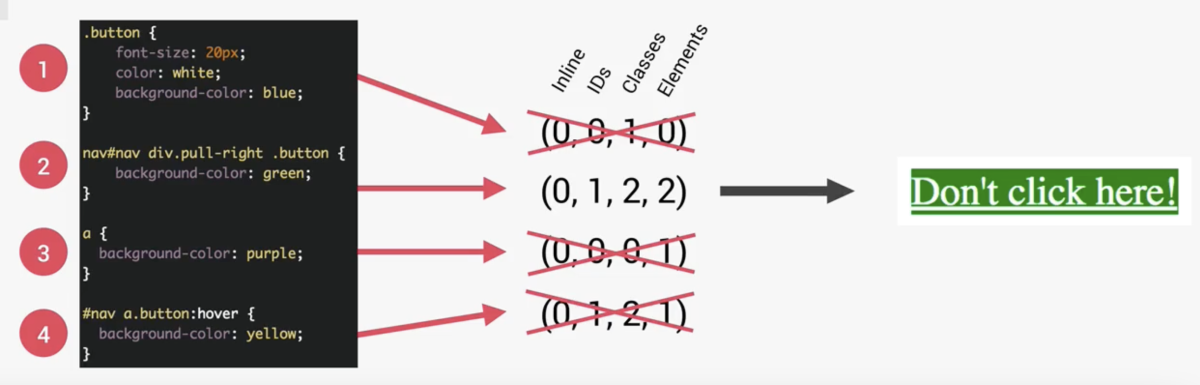 1
.button {
font-size: 20px;
color: white;
background-color: blue;
}
2
nav#nav div.pull-right .button {
background-color: green;
}
3
a {
background-color: purple;
}
4
#nav a.button:hover {
background-color: yellow;
}
Inline
IDs
Classes
Elements
(0, 0, 1, 0)
(0, 1, 2, 2)
(0, 0, 0, 1)
(0, 1, 2, 1)
Don't click here!